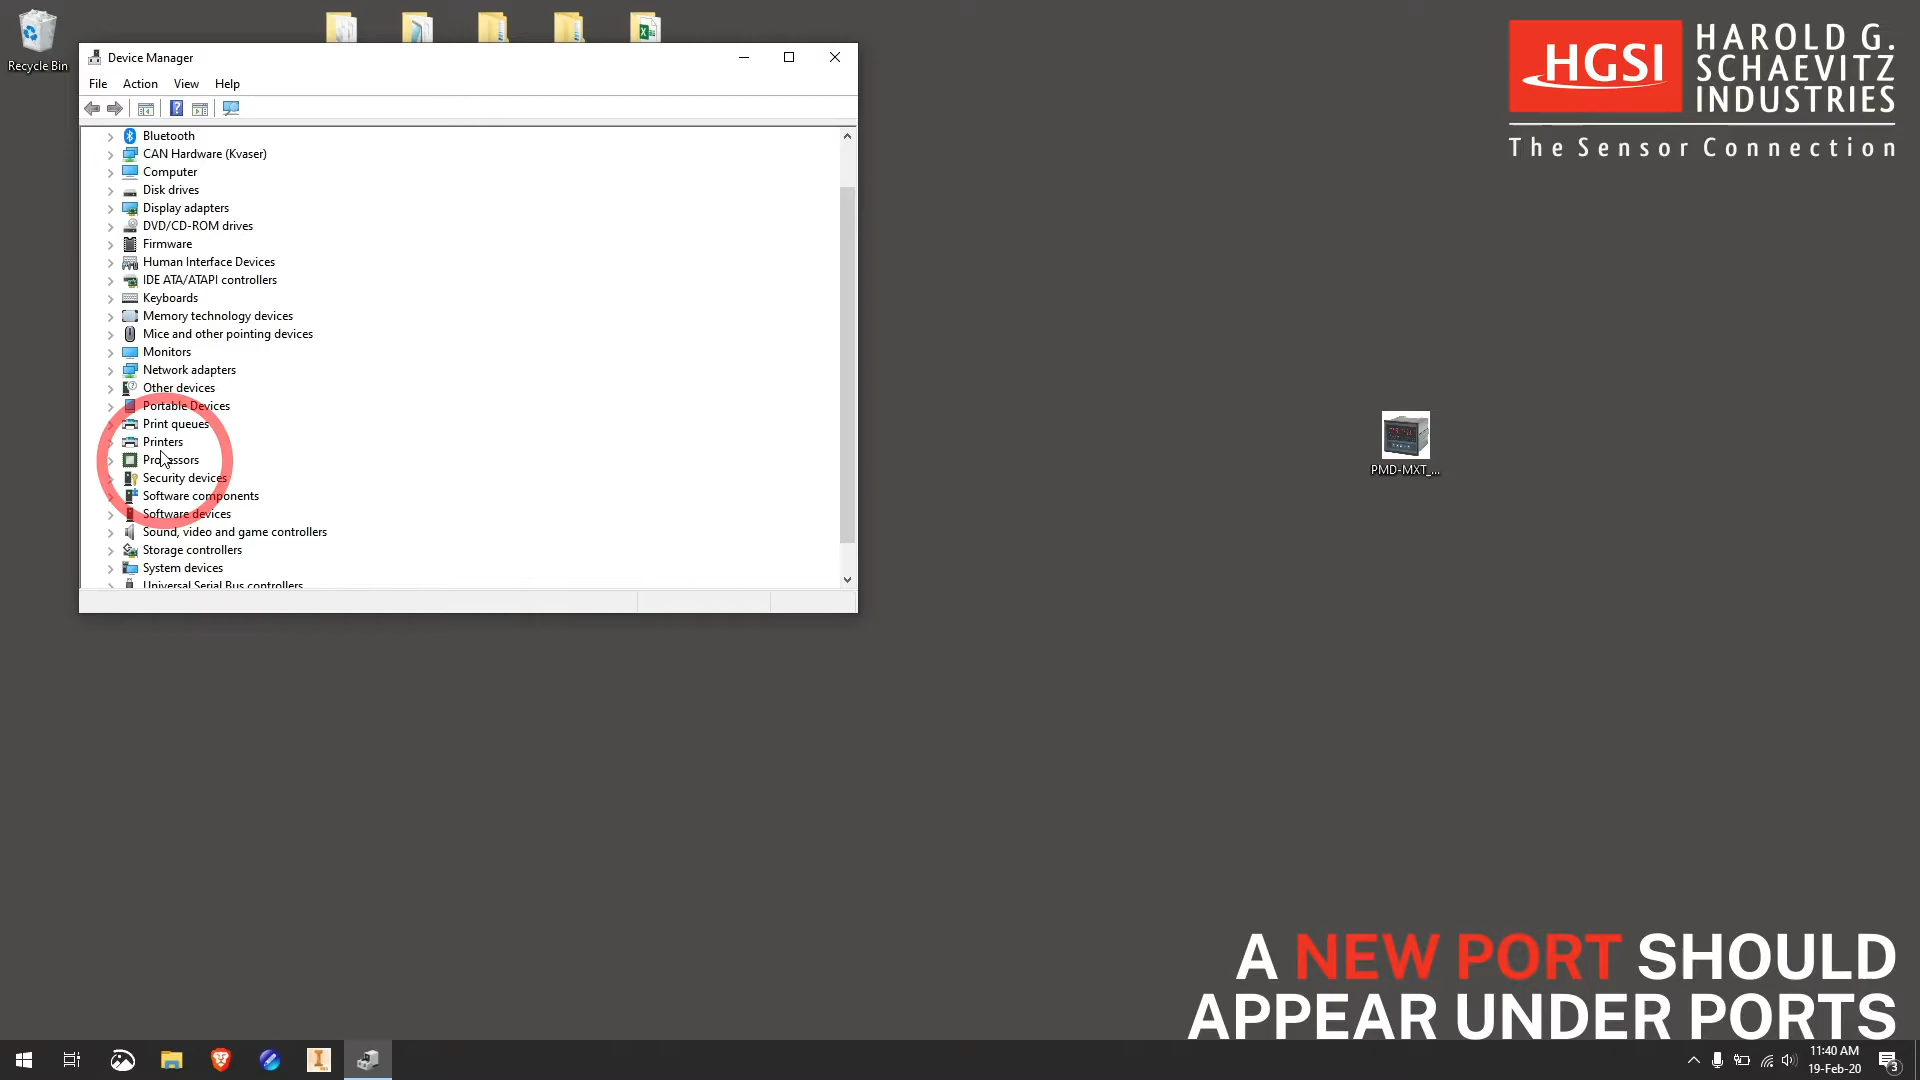 Recycle Bin
Device Manager
File Action View Help
Bluetooth
CAN Hardware (Kvaser)
Computer
Disk drives
Display adapters
DVD/CD-ROM drives
Firmware
Human Interface Devices
IDE ATA/ATAPI controllers
Keyboards
Memory technology devices
Mice and other pointing devices
Monitors
Network adapters
Other devices
Portable Devices
Print queues
Printers
Processors
Security devices
Software components
Software devices
Sound, video and game controllers
Storage controllers
System devices
Universal Serial Bus controllers
HGSI
HAROLD G.
SCHAEVITZ
INDUSTRIES
The Sensor Connection
PMD-MXT_...
A NEW PORT SHOULD
APPEAR UNDER PORTS
11:40 AM
19-Feb-20
3